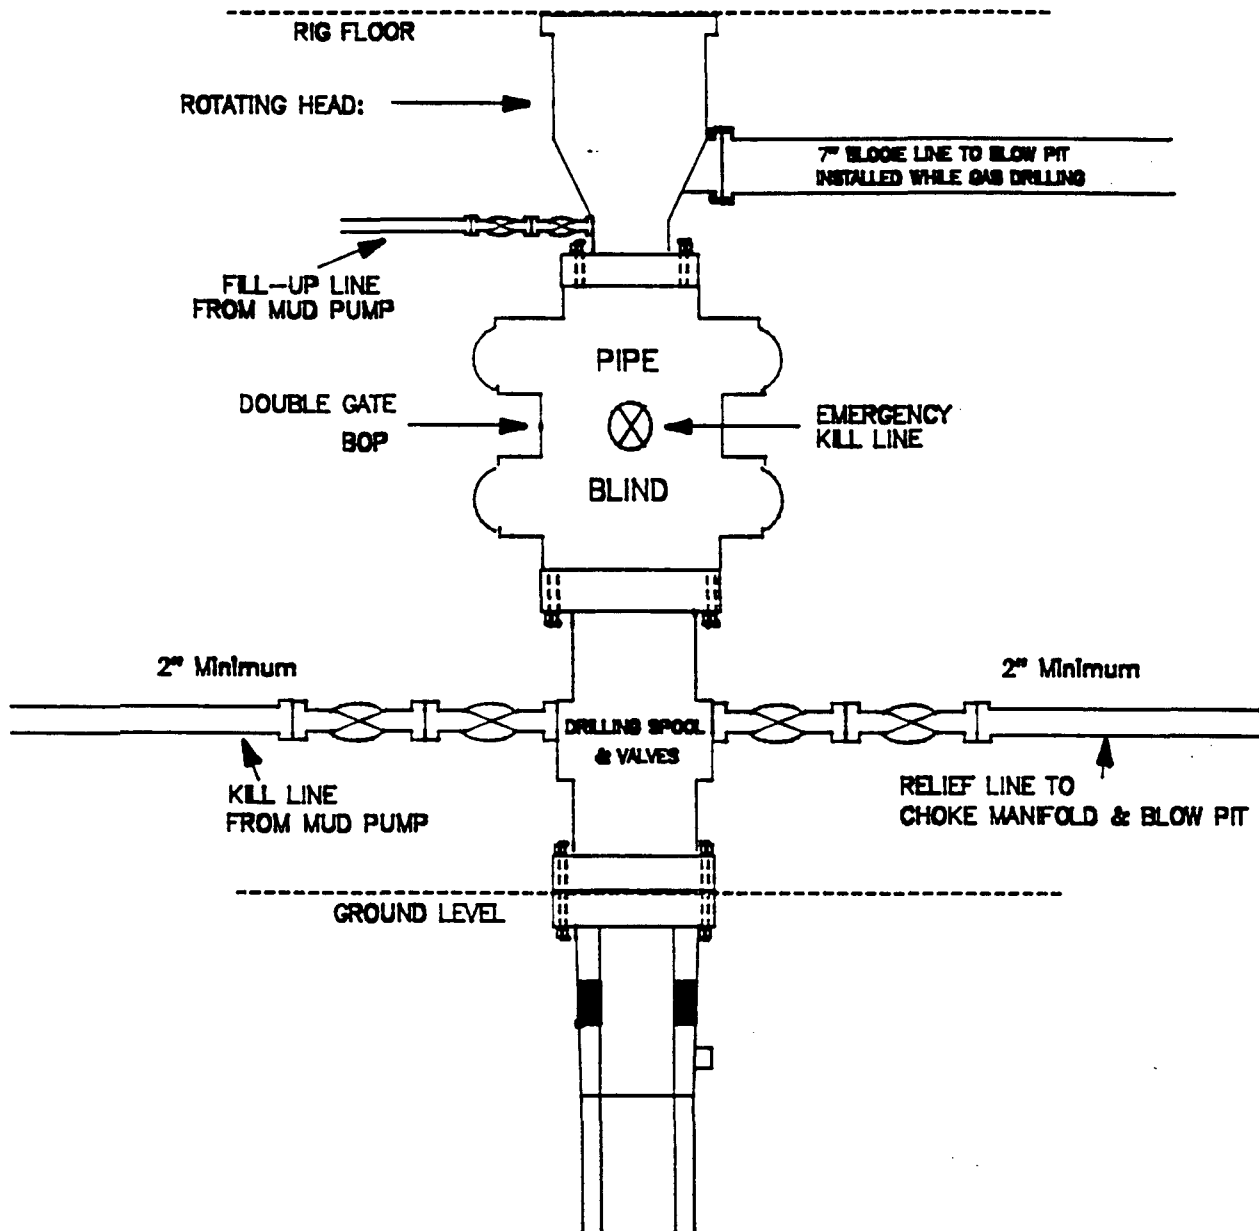 RIG FLOOR
ROTATING HEAD:
7" BLOOIE LINE TO BLOW PIT
INSTALLED WHILE GAS DRILLING
FILL-UP LINE
FROM MUD PUMP
PIPE
DOUBLE GATE
BOP
EMERGENCY
KILL LINE
BLIND
2" Minimum
2" Minimum
DRILLING SPOOL
& VALVES
KILL LINE
FROM MUD PUMP
RELIEF LINE TO
CHOKE MANIFOLD & BLOW PIT
GROUND LEVEL